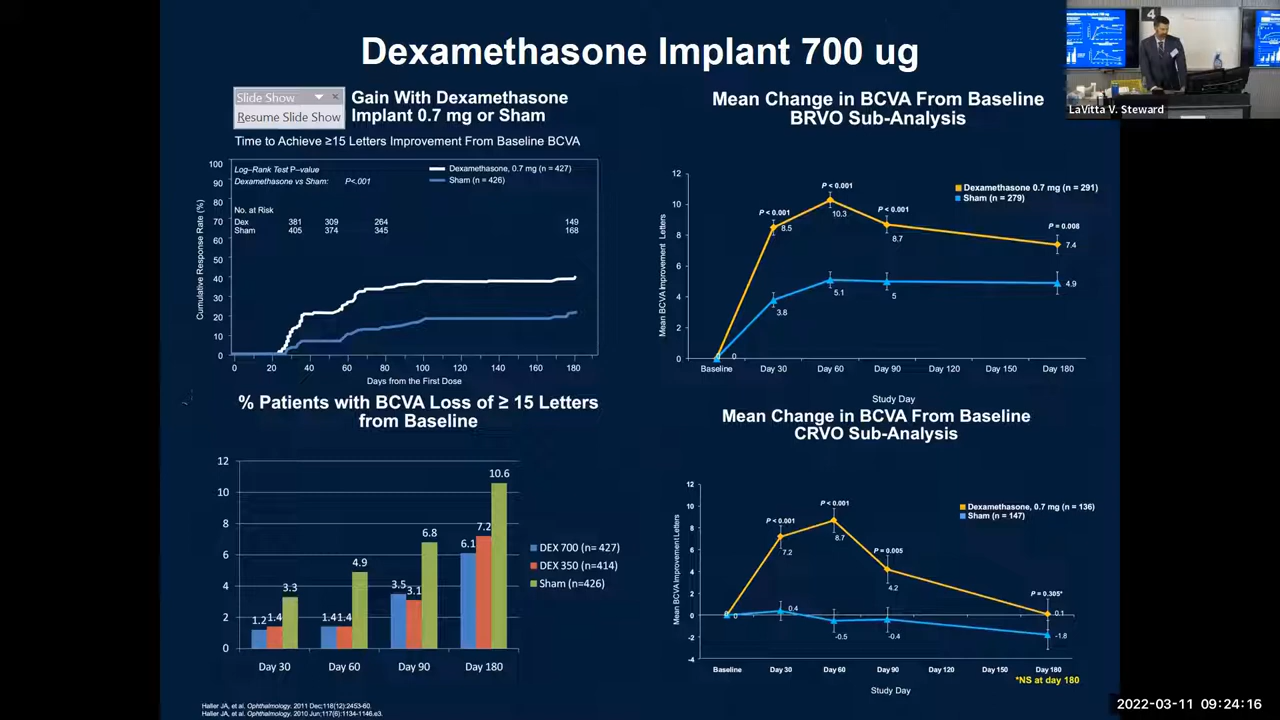 Dexamethasone Implant 700 ug
4
LaVitta V. Steward
Slide Show
Resume Slide Show
Gain With Dexamethasone
Implant 0.7 mg or Sham
Time to Achieve ≥15 Letters Improvement From Baseline BCVA
Log–Rank Test P-value
Dexamethasone vs Sham: P<.001
Dexamethasone, 0.7 mg (n = 427)
Sham (n = 426)
No. at Risk
Dex 381 309 264 149
Sham 405 374 345 168
Cumulative Response Rate (%)
100
90
80
70
60
50
40
30
20
10
0
0 20 40 60 80 100 120 140 160 180
Days from the First Dose
Mean Change in BCVA From Baseline
BRVO Sub-Analysis
Dexamethasone 0.7 mg (n = 291)
Sham (n = 279)
Mean BCVA Improvement Letters
12
10
8
6
4
2
0
P < 0.001
P < 0.001
P < 0.001
P = 0.008
0
8.5
10.3
8.7
7.4
3.8
5.1
5
4.9
Baseline Day 30 Day 60 Day 90 Day 120 Day 150 Day 180
Study Day
% Patients with BCVA Loss of ≥ 15 Letters
from Baseline
12
10
8
6
4
2
0
1.2 1.4 3.3
1.4 1.4 4.9
3.5 3.1 6.8
6.1 7.2 10.6
Day 30 Day 60 Day 90 Day 180
DEX 700 (n= 427)
DEX 350 (n=414)
Sham (n=426)
Mean Change in BCVA From Baseline
CRVO Sub-Analysis
Dexamethasone, 0.7 mg (n = 136)
Sham (n = 147)
Mean BCVA Improvement Letters
12
10
8
6
4
2
0
-2
-4
P < 0.001
P < 0.001
P = 0.005
P = 0.305*
0
0
7.2
8.7
4.2
0.1
0.4
-0.5
-0.4
-1.8
Baseline Day 30 Day 60 Day 90 Day 120 Day 150 Day 180
*NS at day 180
Study Day
Haller JA, et al. Ophthalmology. 2011 Dec;118(12):2453-60.
Haller JA, et al. Ophthalmology. 2010 Jun;117(6):1134-1146.e3.
2022-03-11 09:24:16